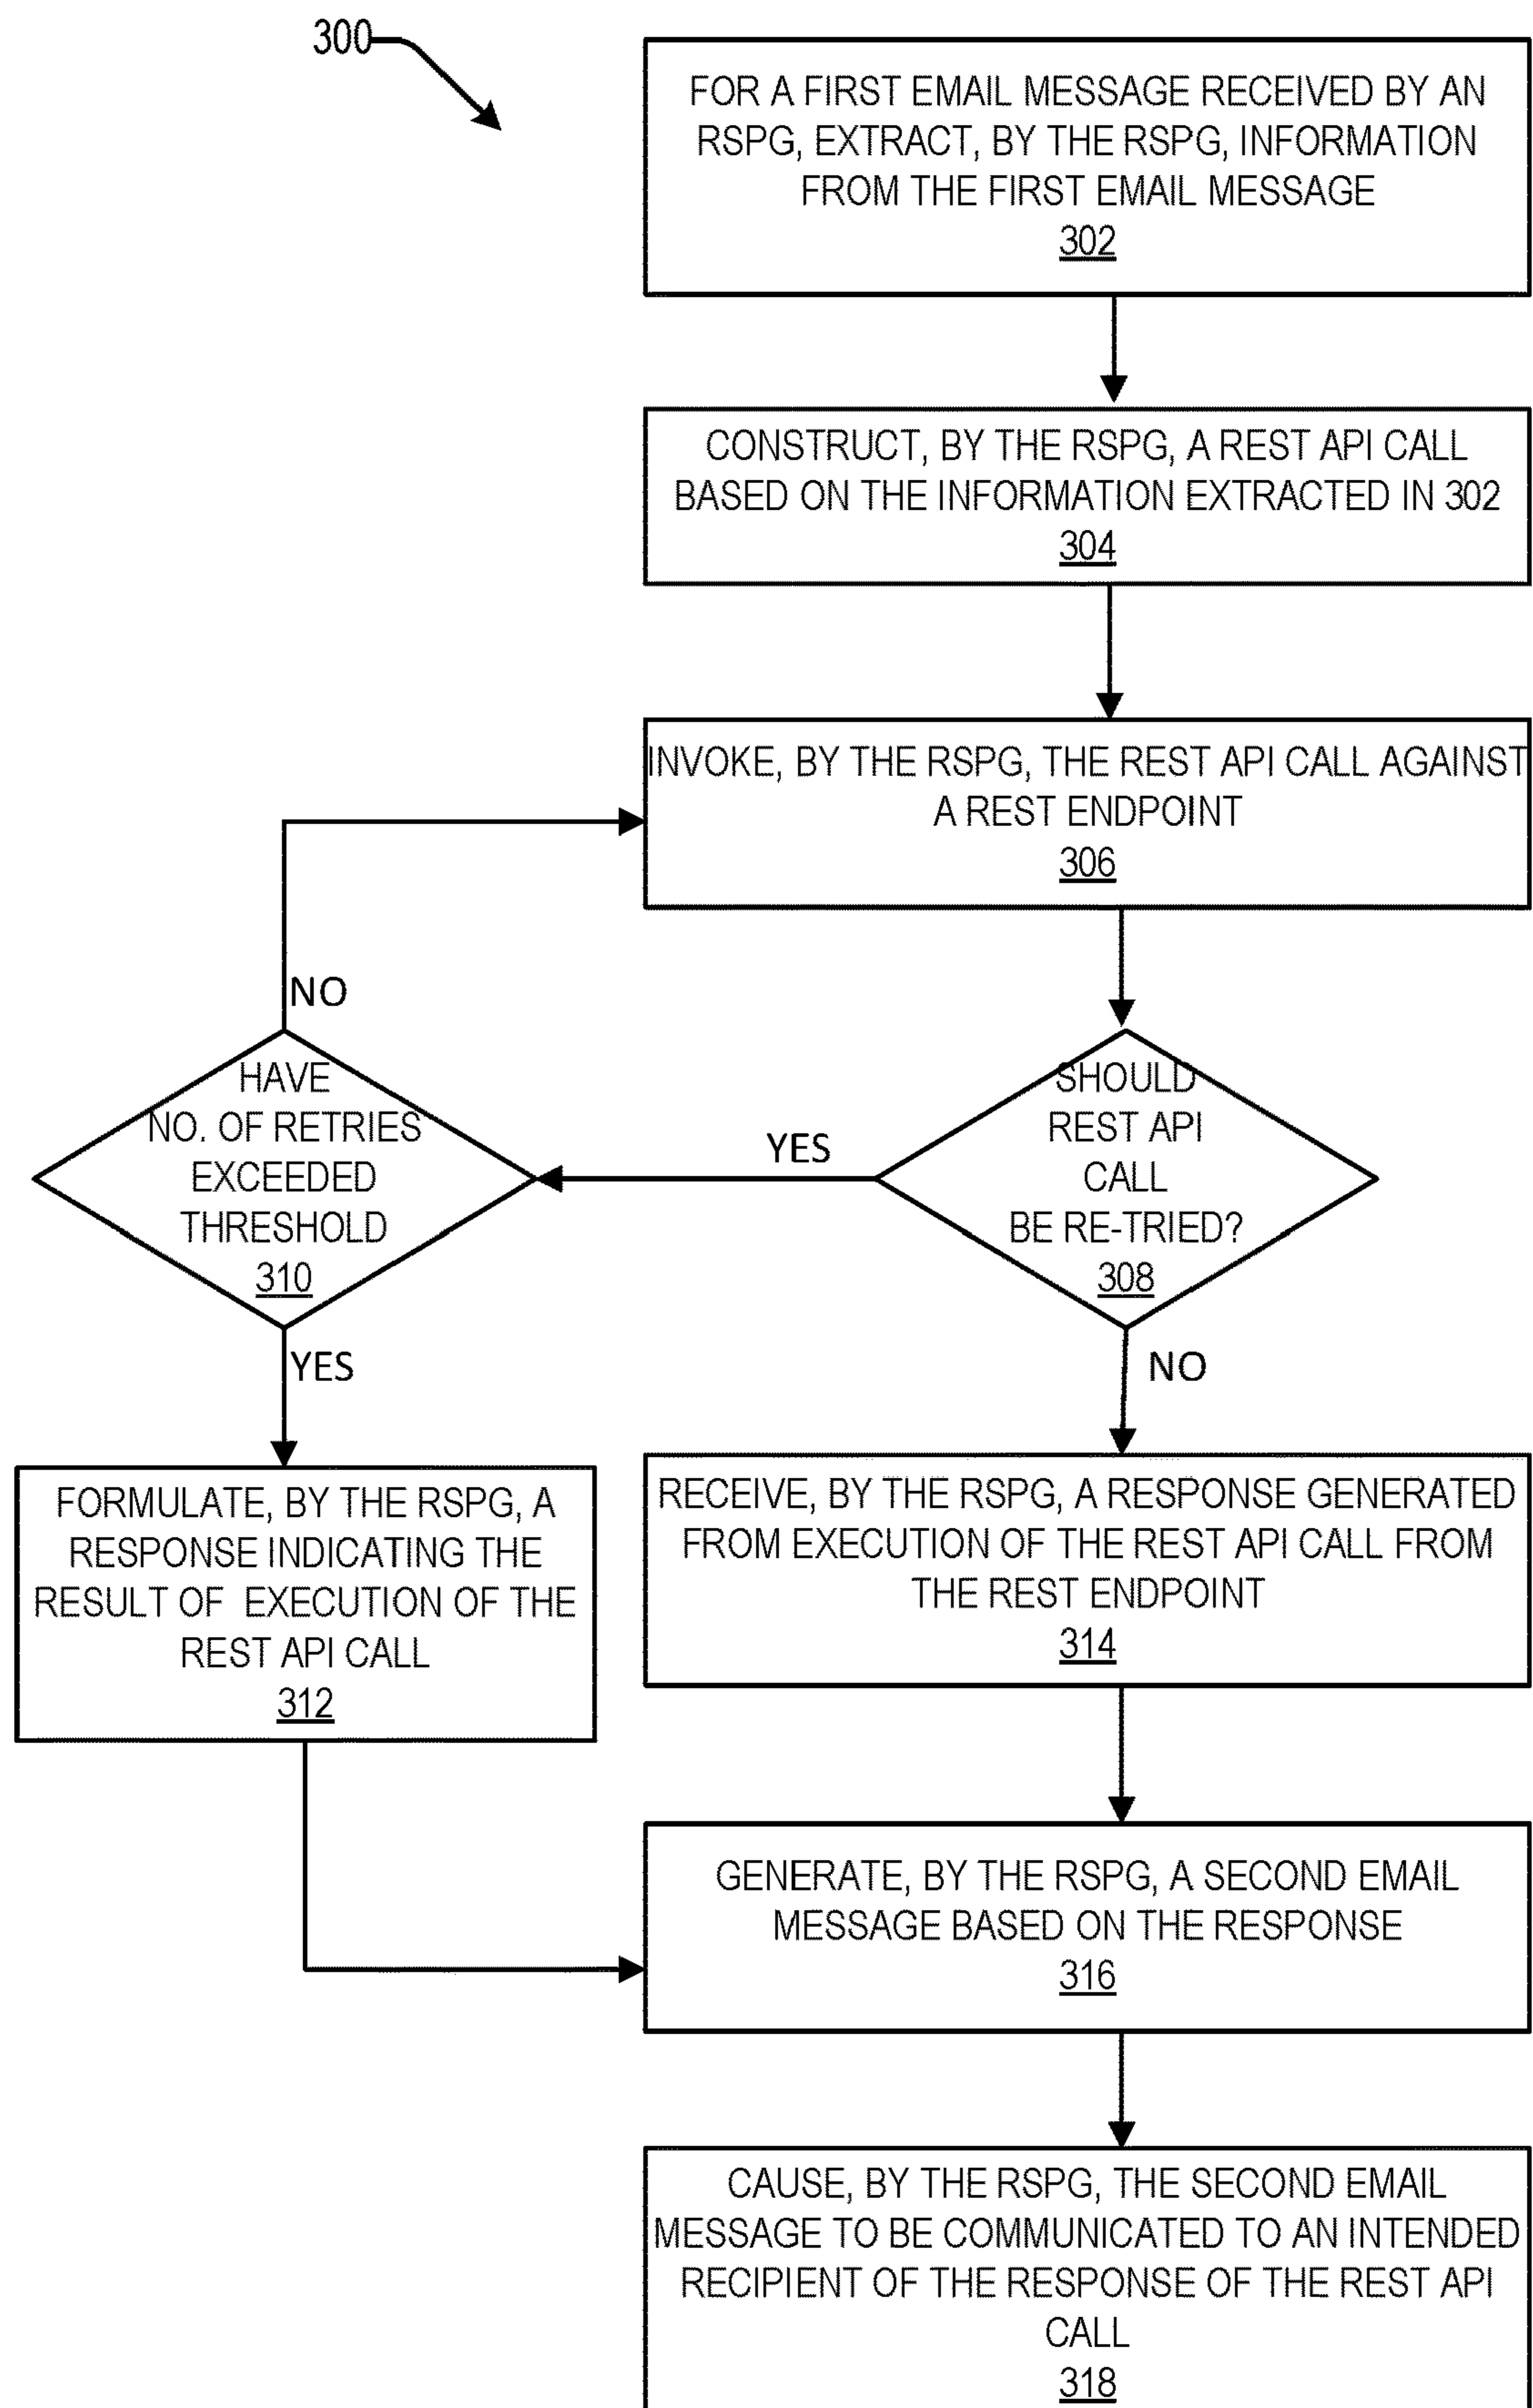 300
FOR A FIRST EMAIL MESSAGE RECEIVED BY AN
RSPG, EXTRACT, BY THE RSPG, INFORMATION
FROM THE FIRST EMAIL MESSAGE
302
CONSTRUCT, BY THE RSPG, A REST API CALL
BASED ON THE INFORMATION EXTRACTED IN 302
304
INVOKE, BY THE RSPG, THE REST API CALL AGAINST
A REST ENDPOINT
306
NO
HAVE
NO. OF RETRIES
EXCEEDED
THRESHOLD
310
YES
SHOULD
REST API
CALL
BE RE-TRIED?
308
YES
NO
FORMULATE, BY THE RSPG, A
RESPONSE INDICATING THE
RESULT OF EXECUTION OF THE
REST API CALL
312
RECEIVE, BY THE RSPG, A RESPONSE GENERATED
FROM EXECUTION OF THE REST API CALL FROM
THE REST ENDPOINT
314
GENERATE, BY THE RSPG, A SECOND EMAIL
MESSAGE BASED ON THE RESPONSE
316
CAUSE, BY THE RSPG, THE SECOND EMAIL
MESSAGE TO BE COMMUNICATED TO AN INTENDED
RECIPIENT OF THE RESPONSE OF THE REST API
CALL
318